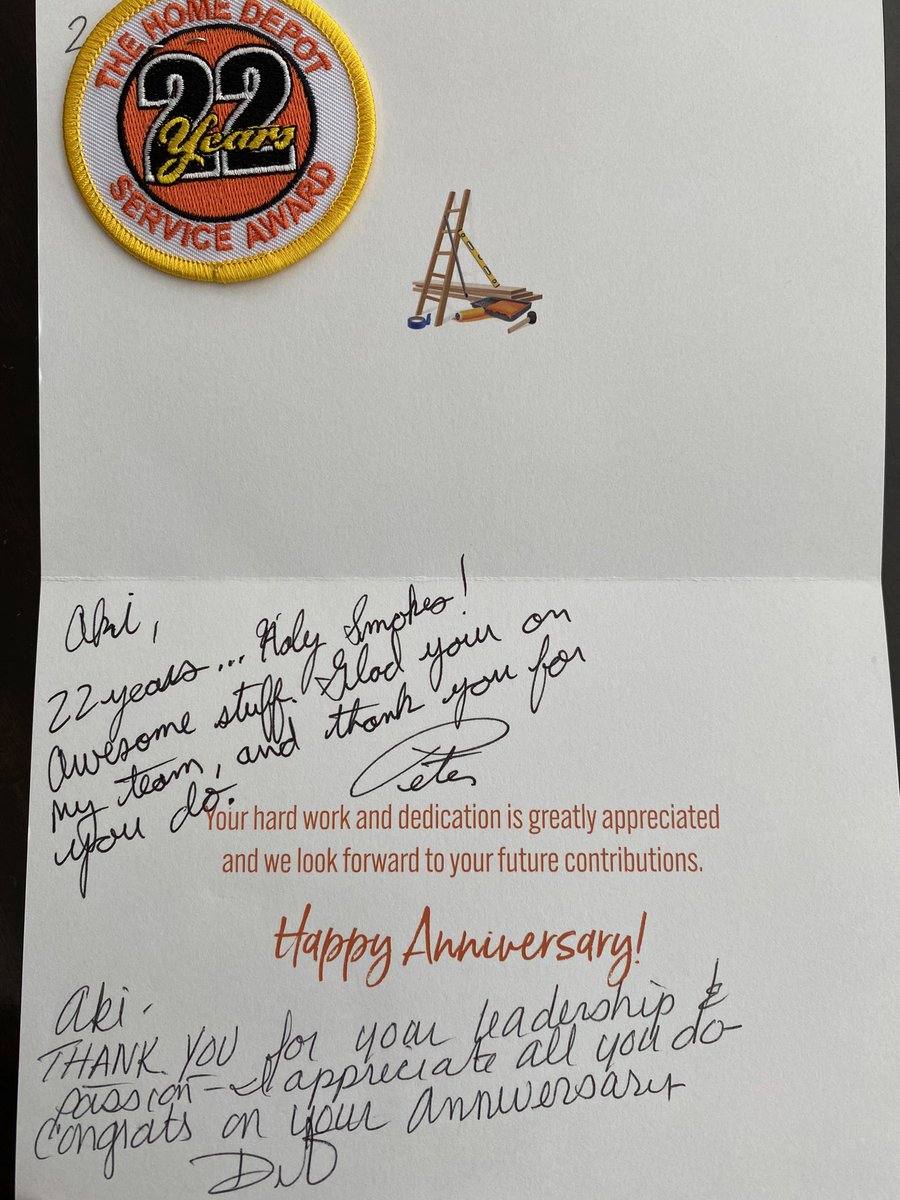 2
THE HOME DEPOT
22
Years
SERVICE AWARD
Aki,
22 years... Holy Smokes!
Awesome stuff. Glad your on
my team, and thank you for
you do.
Peter
Your hard work and dedication is greatly appreciated
and we look forward to your future contributions.
Happy Anniversary!
Aki.
THANK YOU for your leadership &
passion - I appreciate all you do
Congrats on your anniversary